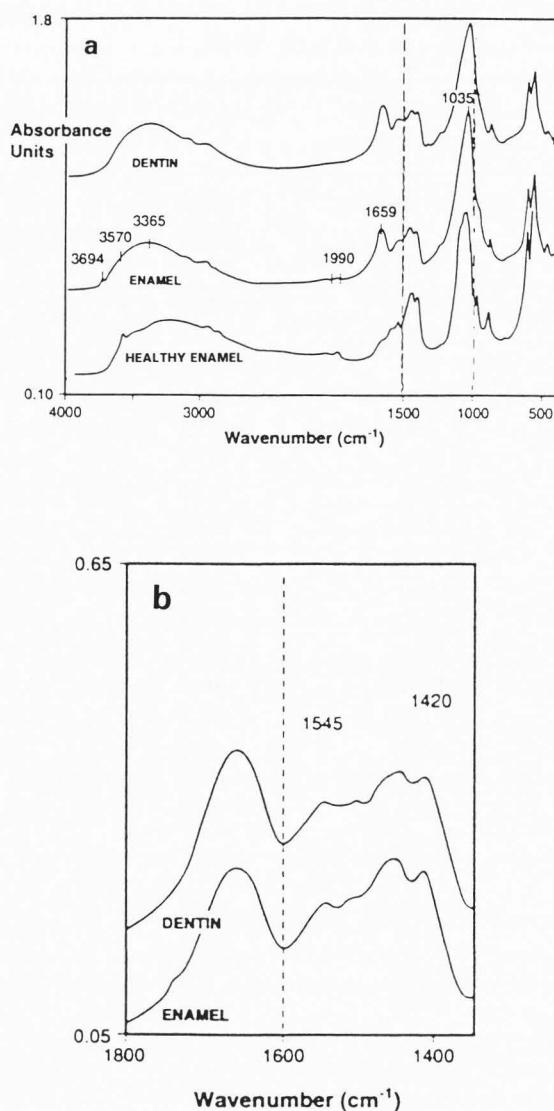 1.8
a
1035
Absorbance
Units
DENTIN
1659
3365
3570
3694
1990
ENAMEL
HEALTHY ENAMEL
0.10
4000 3000 1500 1000 500
Wavenumber (cm⁻¹)
0.65
b
1545 1420
DENTIN
ENAMEL
0.05
1800 1600 1400
Wavenumber (cm⁻¹)